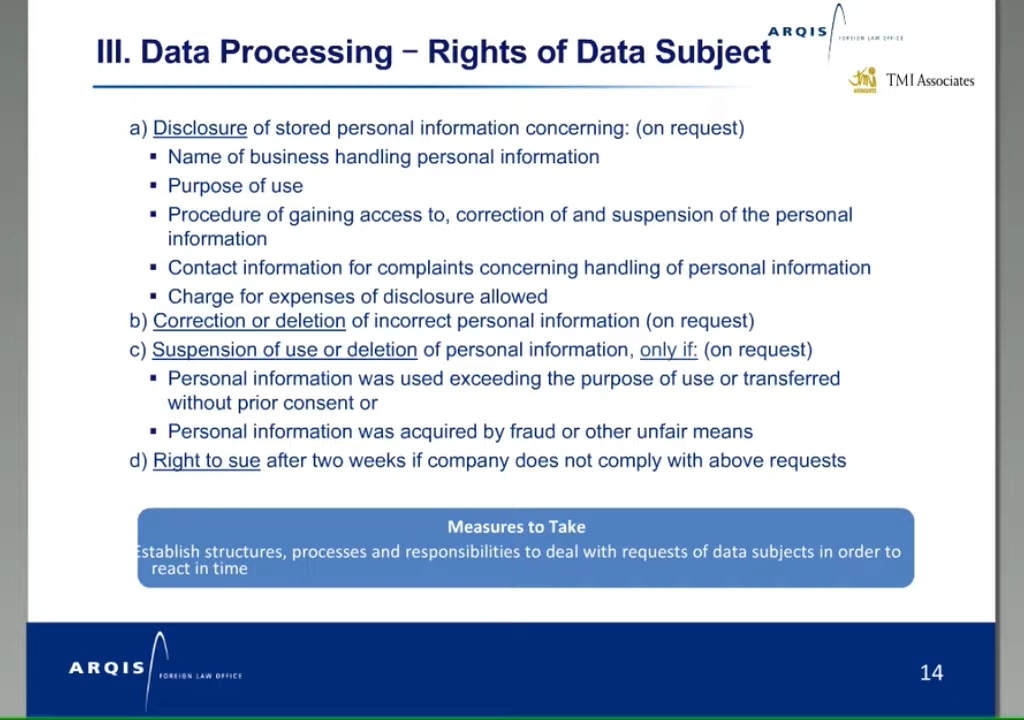 ARQIS
FOREIGN LAW OFFICE
III. Data Processing – Rights of Data Subject
TMI Associates
a) Disclosure of stored personal information concerning: (on request)
▪ Name of business handling personal information
▪ Purpose of use
▪ Procedure of gaining access to, correction of and suspension of the personal
information
▪ Contact information for complaints concerning handling of personal information
▪ Charge for expenses of disclosure allowed
b) Correction or deletion of incorrect personal information (on request)
c) Suspension of use or deletion of personal information, only if: (on request)
▪ Personal information was used exceeding the purpose of use or transferred
without prior consent or
▪ Personal information was acquired by fraud or other unfair means
d) Right to sue after two weeks if company does not comply with above requests
Measures to Take
Establish structures, processes and responsibilities to deal with requests of data subjects in order to
react in time
ARQIS
FOREIGN LAW OFFICE
14